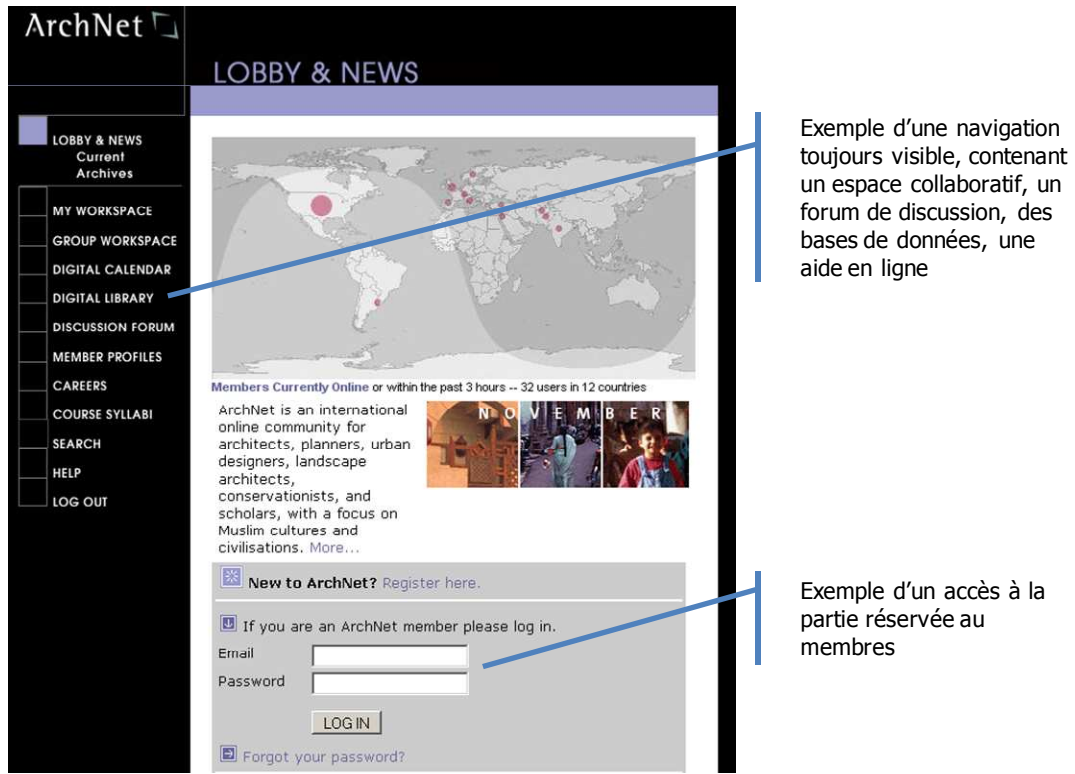 ArchNet
LOBBY & NEWS
LOBBY & NEWS
Current
Archives
MY WORKSPACE
GROUP WORKSPACE
DIGITAL CALENDAR
DIGITAL LIBRARY
DISCUSSION FORUM
MEMBER PROFILES
CAREERS
COURSE SYLLABI
SEARCH
HELP
LOG OUT
Members Currently Online or within the past 3 hours -- 32 users in 12 countries
ArchNet is an international
online community for
architects, planners, urban
designers, landscape
architects,
conservationists, and
scholars, with a focus on
Muslim cultures and
civilisations. More...
NOVEMBER
New to ArchNet? Register here.
If you are an ArchNet member please log in.
Email
Password
LOG IN
Forgot your password?
Exemple d'une navigation
toujours visible, contenant
un espace collaboratif, un
forum de discussion, des
bases de données, une
aide en ligne
Exemple d'un accès à la
partie réservée au
membres